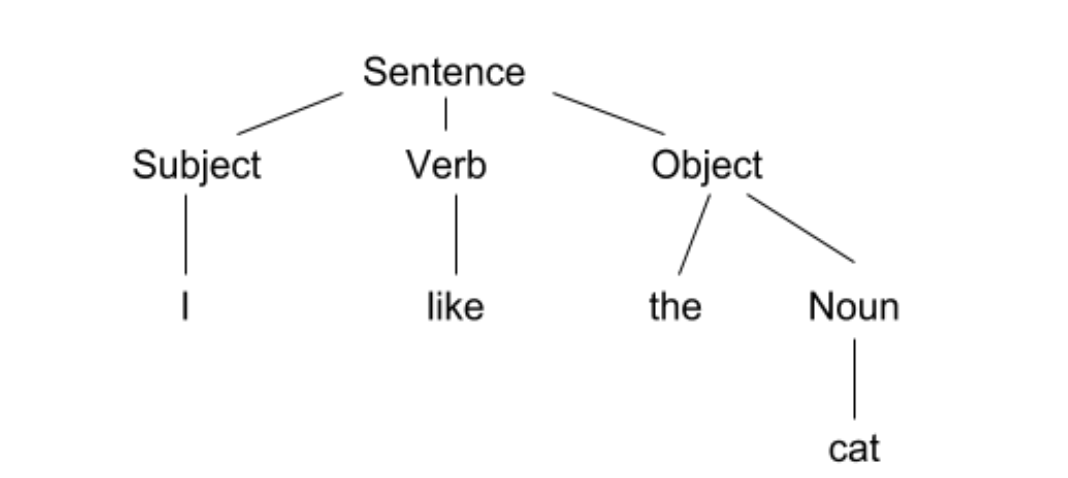 Sentence
Subject Verb Object
I like the Noun
cat